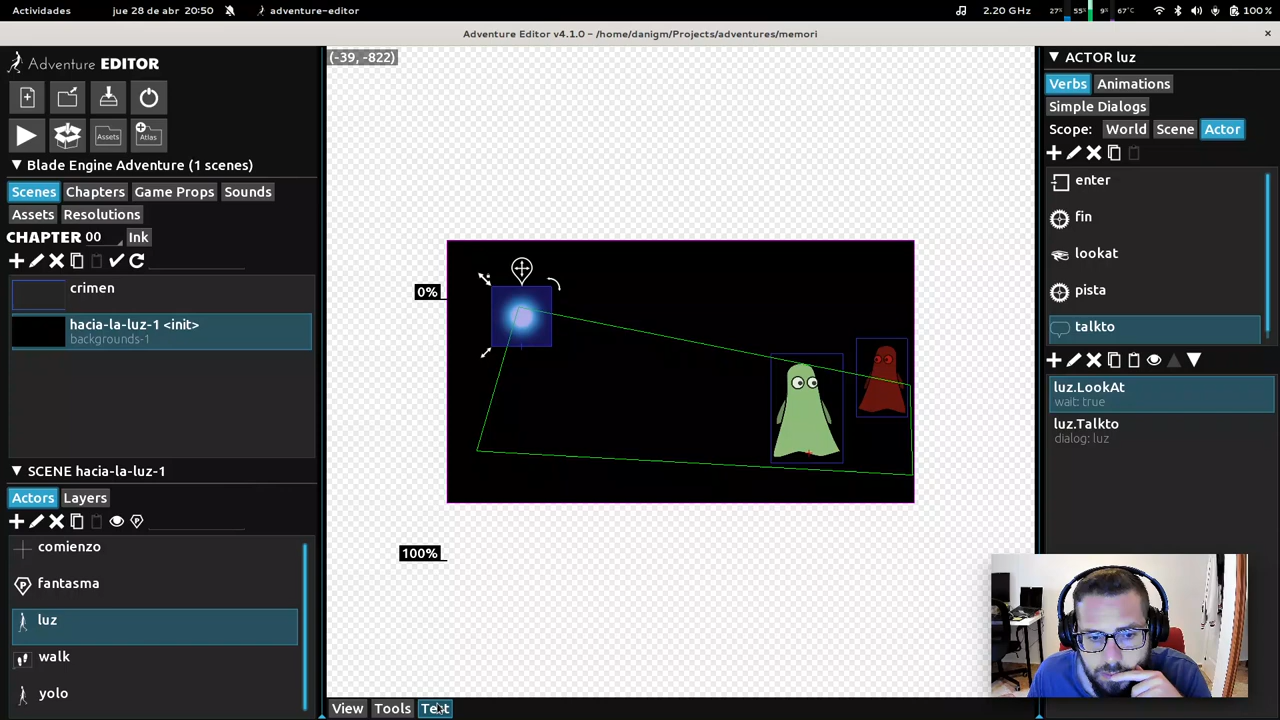 Actividades
jue 28 de abr 20:50
adventure-editor
2.20 GHz
27%
55%
9%
67°C
100 %
Adventure Editor v4.1.0 – /home/danigm/Projects/adventures/memori
×
Adventure EDITOR
Assets
Atlas
Blade Engine Adventure (1 scenes)
Scenes
Chapters
Game Props
Sounds
Assets
Resolutions
CHAPTER 00
Ink
crimen
hacia-la-luz-1 <init>
backgrounds-1
SCENE hacia-la-luz-1
Actors
Layers
comienzo
fantasma
luz
walk
yolo
(-39, -822)
0%
100%
View
Tools
Test
ACTOR luz
Verbs
Animations
Simple Dialogs
Scope:
World
Scene
Actor
enter
fin
lookat
pista
talkto
luz.LookAt
wait: true
luz.Talkto
dialog: luz